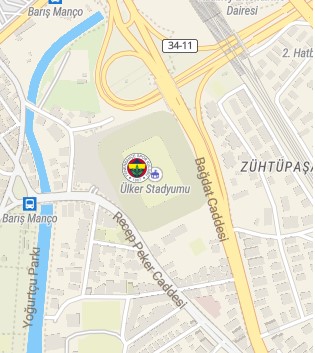 Barış Manço
Dairesi
34-11
2. Hatb
ZÜHTÜPAŞA
Ülker Stadyumu
Bağdat Caddesi
Barış Manço
Recep Peker Caddesi
Yoğurtçu Parkı